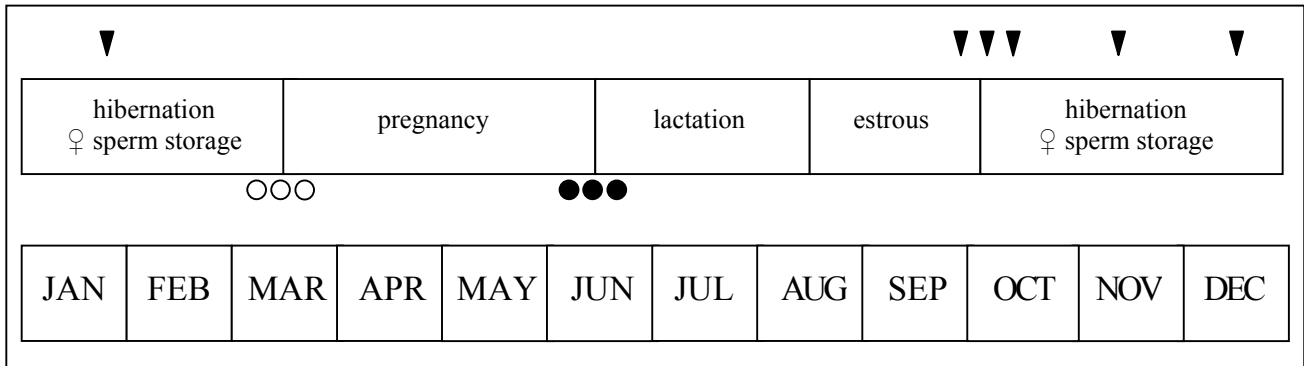 hibernation
♀ sperm storage
pregnancy
lactation
estrous
hibernation
♀ sperm storage
JAN
FEB
MAR
APR
MAY
JUN
JUL
AUG
SEP
OCT
NOV
DEC